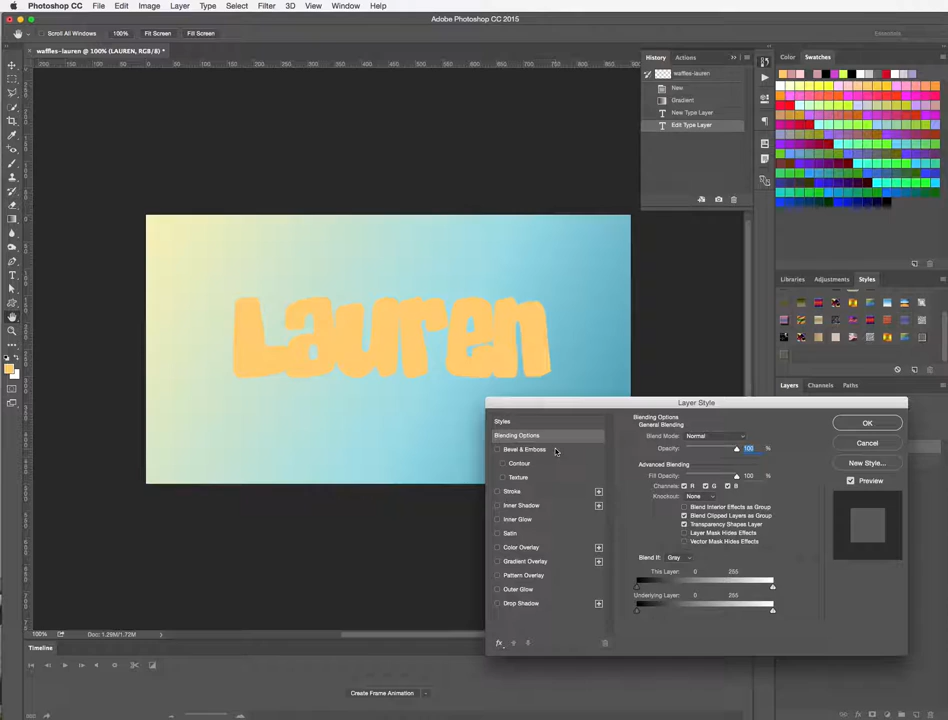 Photoshop CC File Edit Image Layer Type Select Filter 3D View Window Help
Adobe Photoshop CC 2015
Scroll All Windows 100% Fit Screen Fit Screen
Essentials
waffles-lauren @ 100% (LAUREN, RGB/8) *
History Actions
Color Swatches
waffles-lauren
New
Gradient
New Type Layer
Edit Type Layer
Lauren
Libraries Adjustments Styles
Layers Channels Paths
Layer Style
Styles
Blending Options
Bevel & Emboss
Contour
Texture
Stroke
Inner Shadow
Inner Glow
Satin
Color Overlay
Gradient Overlay
Pattern Overlay
Outer Glow
Drop Shadow
fx
Blending Options
General Blending
Blend Mode: Normal
Opacity: 100 %
Advanced Blending
Fill Opacity: 100 %
Channels: R G B
Knockout: None
Blend Interior Effects as Group
Blend Clipped Layers as Group
Transparency Shapes Layer
Layer Mask Hides Effects
Vector Mask Hides Effects
Blend If: Gray
This Layer: 0 255
Underlying Layer: 0 255
OK
Cancel
New Style...
Preview
100% Doc: 1.29M/1.72M
Timeline
Create Frame Animation